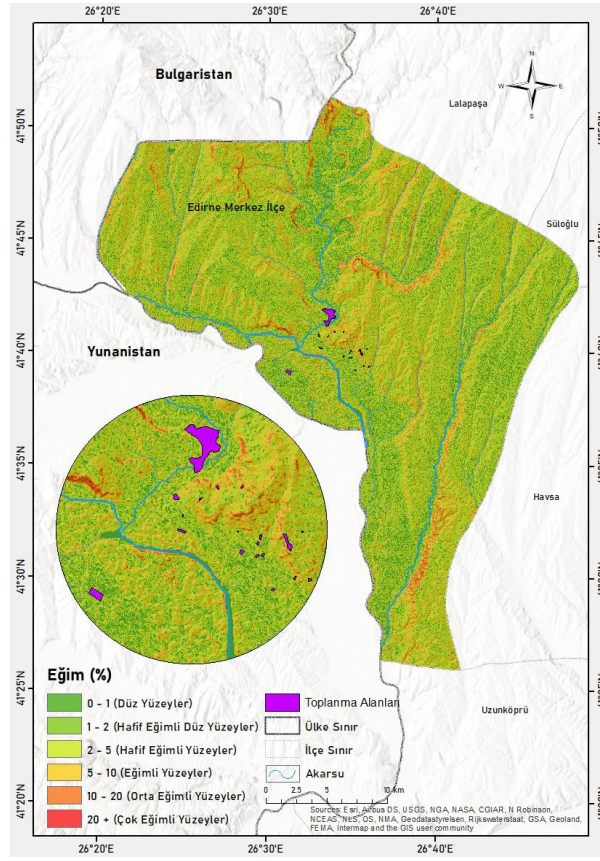 26°20'E 26°30'E 26°40'E
Bulgaristan
N
W E
S
Lalapaşa
41°50'N
Edirne Merkez İlçe
Süloğlu
41°45'N
Yunanistan
41°40'N
41°35'N
Havsa
41°30'N
Eğim (%)
0 - 1 (Düz Yüzeyler)
1 - 2 (Hafif Eğimli Düz Yüzeyler)
2 - 5 (Hafif Eğimli Yüzeyler)
5 - 10 (Eğimli Yüzeyler)
10 - 20 (Orta Eğimli Yüzeyler)
20 + (Çok Eğimli Yüzeyler)
Toplanma Alanları
Ülke Sınır
İlçe Sınır
Akarsu
41°25'N
Uzunköprü
41°20'N
0 2.5 5 10 km
Sources: Esri, Airbus DS, USGS, NGA, NASA, CGIAR, N Robinson,
NCEAS, NLS, OS, NMA, Geodatastyrelsen, Rijkswaterstaat, GSA, Geoland,
FEMA, Intermap and the GIS user community
26°20'E 26°30'E 26°40'E